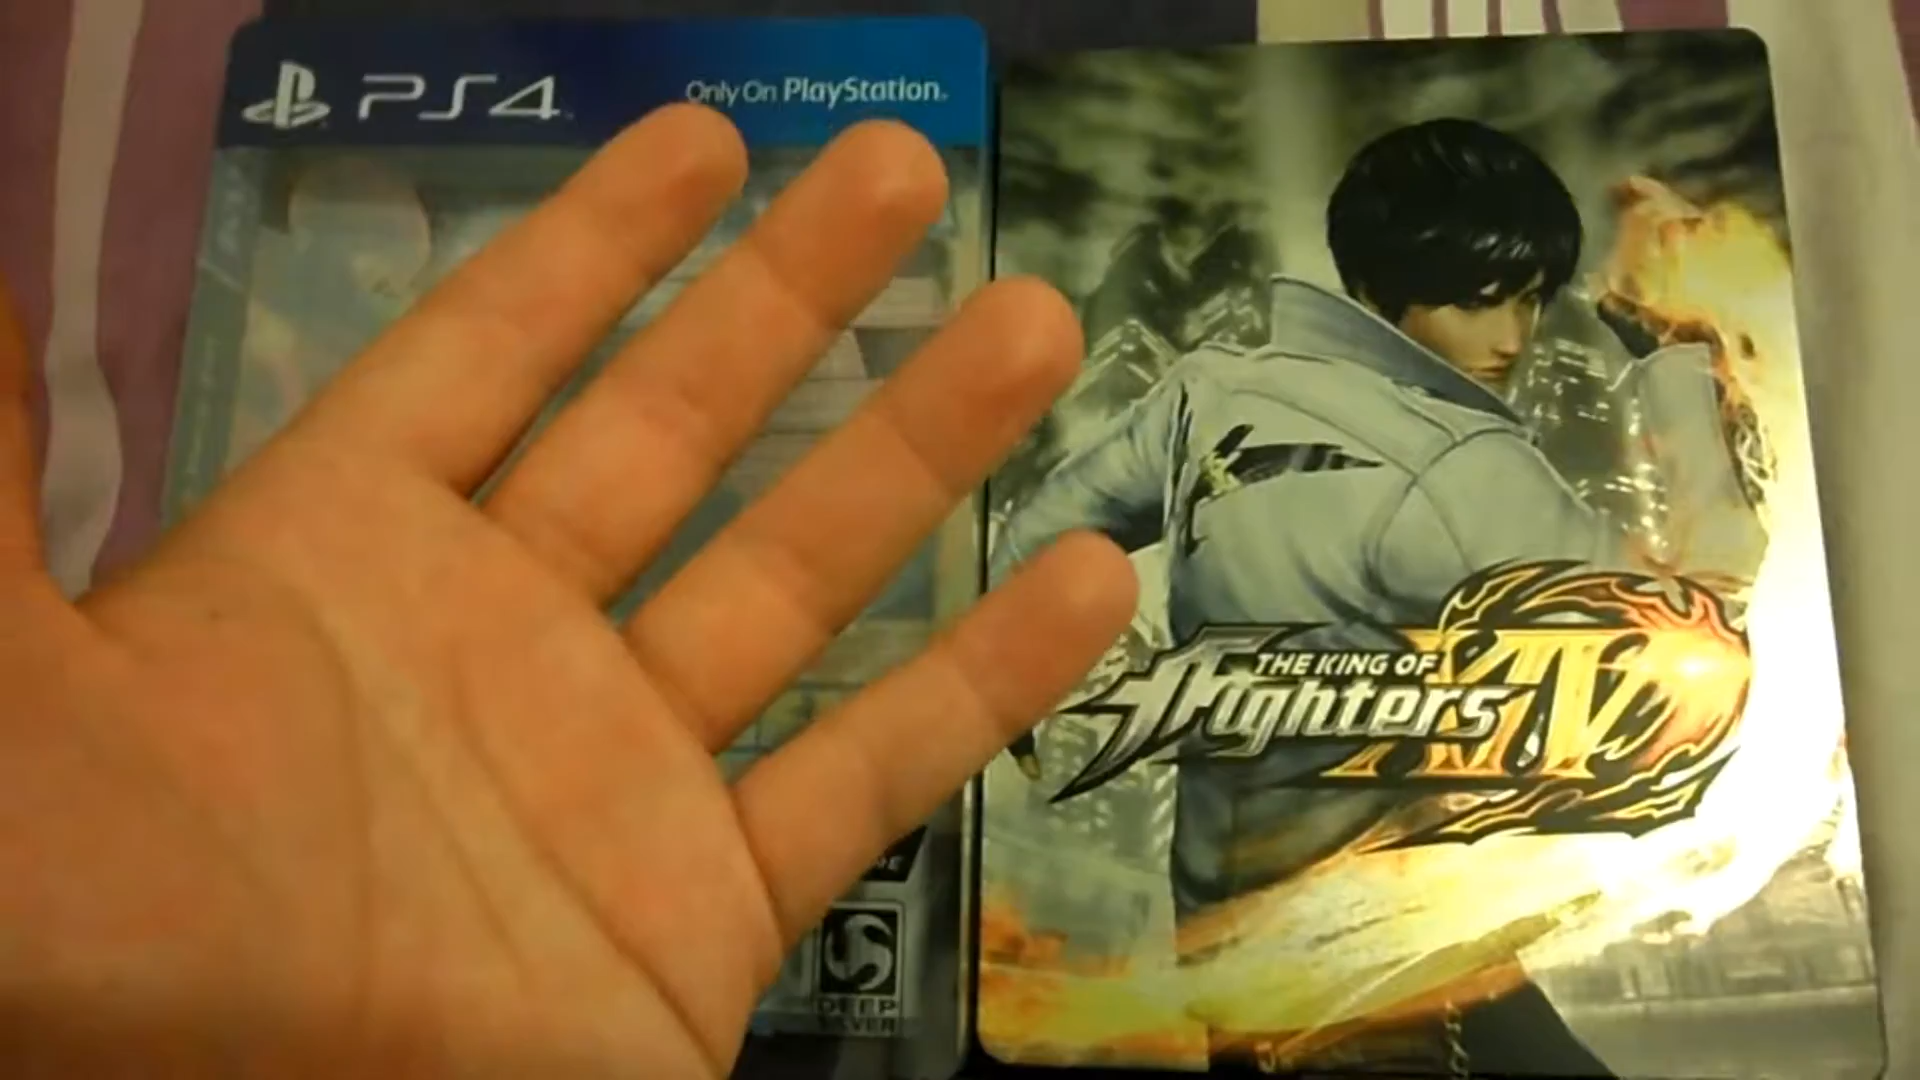 PS4
Only On PlayStation.
THE KING OF
Fighters
XIV
DEEP
SILVER